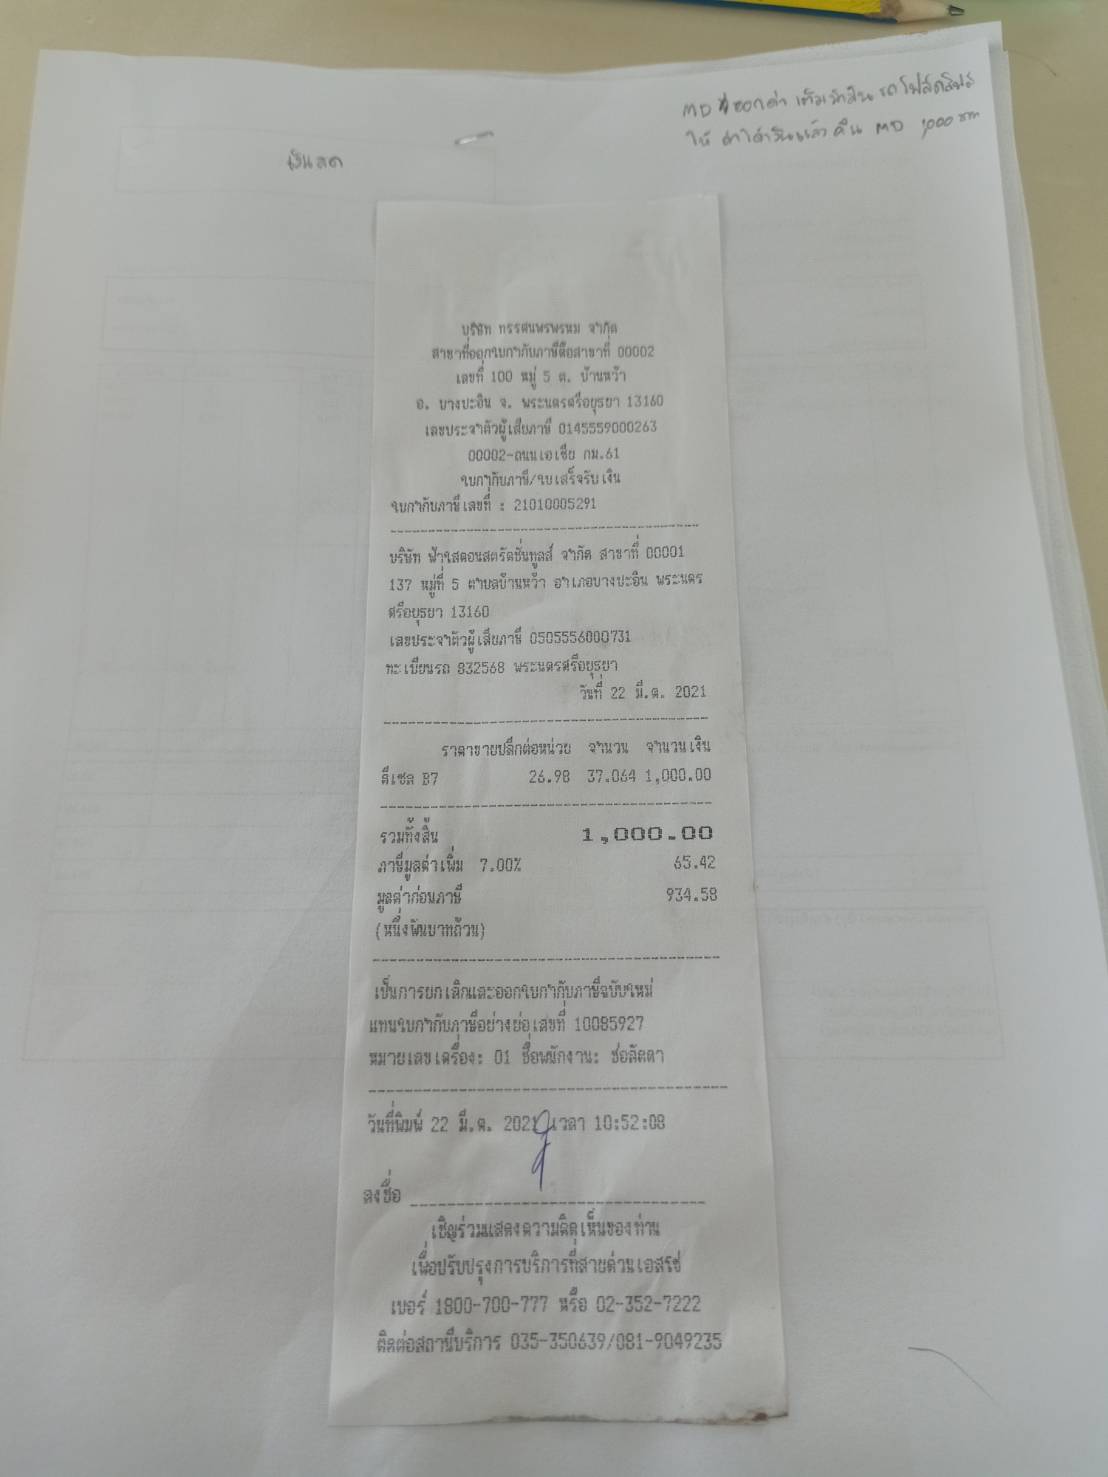 MD ออกค่า เติมน้ำมัน รถโฟล์คลิฟท์
ให้ ถ้าได้เงินแล้ว คืน MD 1,000 บาท
เงินสด
บริษัท ทรรศนพรพรหม จำกัด
สาขาที่ออกใบกำกับภาษีคือสาขาที่ 00002
เลขที่ 100 หมู่ 5 ต. บ้านหว้า
อ. บางปะอิน จ. พระนครศรีอยุธยา 13160
เลขประจำตัวผู้เสียภาษี 0145559000263
00002-ถนนเอเชีย กม.61
ใบกำกับภาษี/ใบเสร็จรับเงิน
ใบกำกับภาษีเลขที่ : 21010005291
บริษัท ฟ้าใสคอนสตรัคชั่นทูลส์ จำกัด สาขาที่ 00001
137 หมู่ที่ 5 ตำบลบ้านหว้า อำเภอบางปะอิน พระนคร
ศรีอยุธยา 13160
เลขประจำตัวผู้เสียภาษี 0505556000731
ทะเบียนรถ 832568 พระนครศรีอยุธยา
วันที่ 22 มี.ค. 2021
ราคาขายปลีกต่อหน่วย จำนวน จำนวนเงิน
ดีเซล B7 26.98 37.064 1,000.00
รวมทั้งสิ้น 1,000.00
ภาษีมูลค่าเพิ่ม 7.00% 65.42
มูลค่าก่อนภาษี 934.58
(หนึ่งพันบาทถ้วน)
เป็นการยกเลิกและออกใบกำกับภาษีฉบับใหม่
แทนใบกำกับภาษีอย่างย่อเลขที่ 10085927
หมายเลขเครื่อง: 01 ชื่อพนักงาน: ช่อลัดดา
วันที่พิมพ์ 22 มี.ค. 2021 เวลา 10:52:08
ลงชื่อ
เชิญร่วมแสดงความคิดเห็นของท่าน
เพื่อปรับปรุงการบริการที่สายด่วนเอสโซ่
เบอร์ 1800-700-777 หรือ 02-352-7222
ติดต่อสถานีบริการ 035-350639/081-9049235